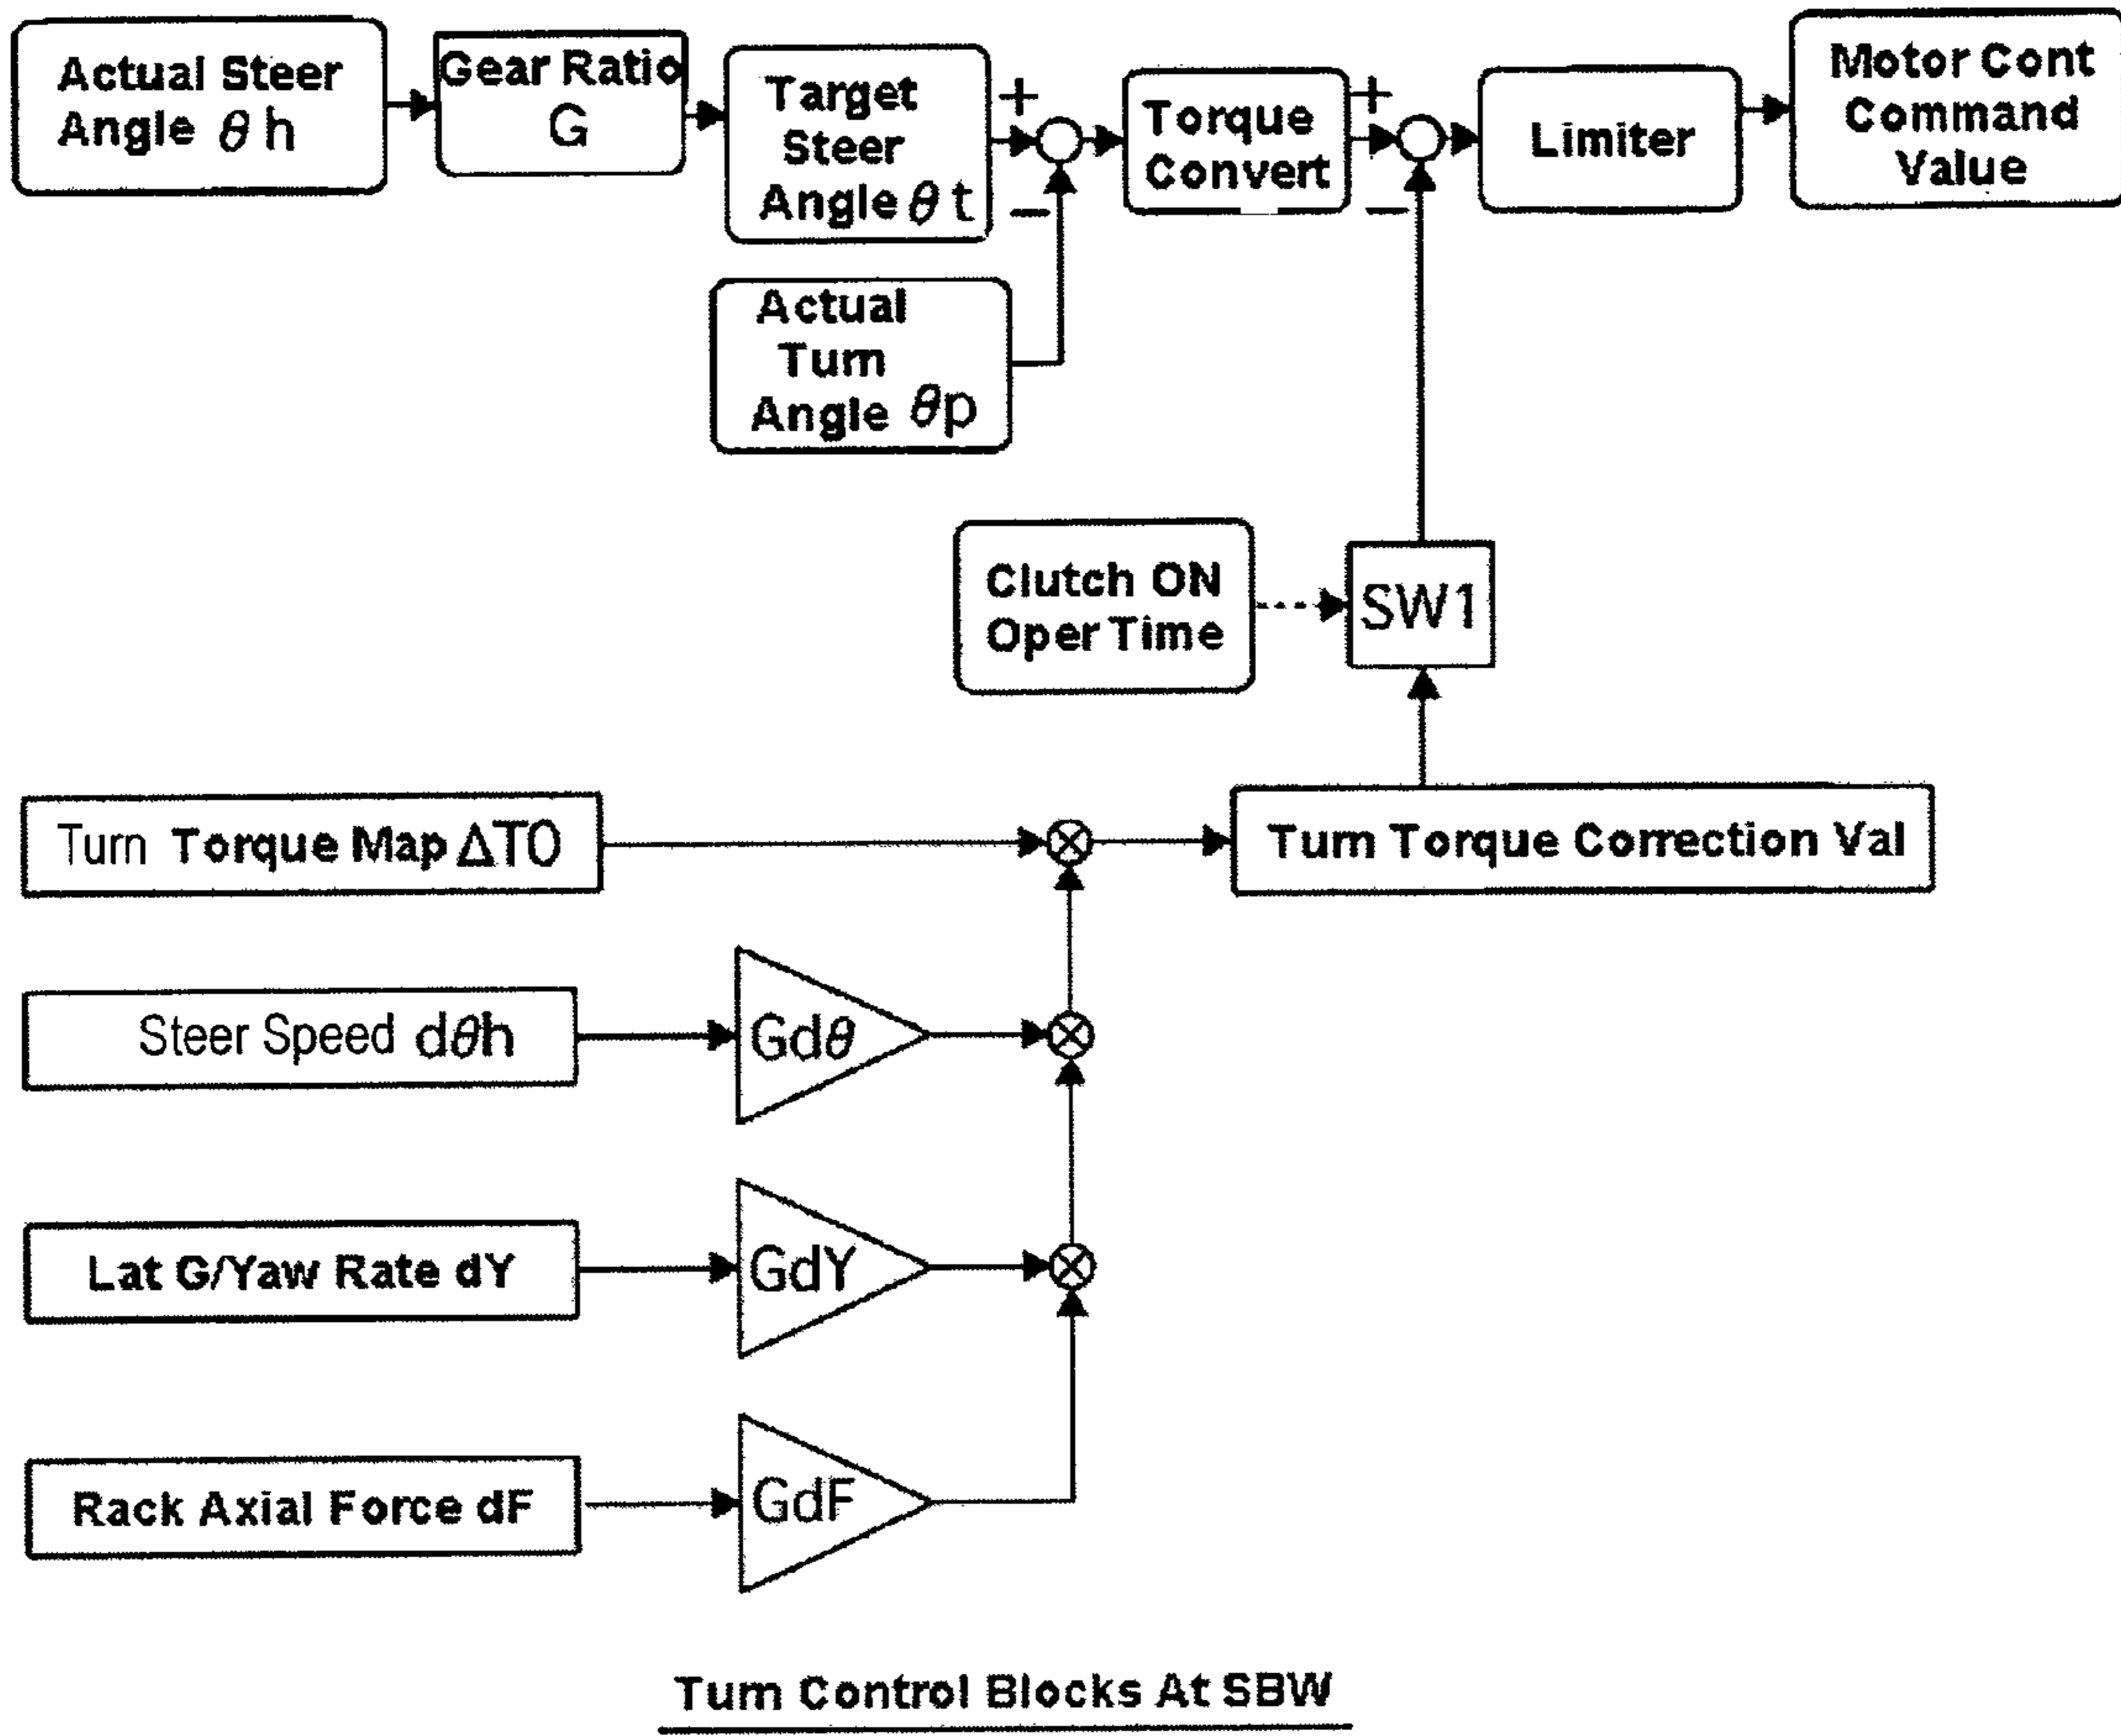 Actual Steer
Angle θh
Gear Ratio
G
Target
Steer
Angle θt
+
−
Torque
Convert
+
−
Limiter
Motor Cont
Command
Value
Actual
Turn
Angle θp
Clutch ON
Oper Time
SW1
Turn Torque Map ΔT0
Turn Torque Correction Val
Steer Speed dθh
Gdθ
Lat G/Yaw Rate dY
GdY
Rack Axial Force dF
GdF
Turn Control Blocks At SBW